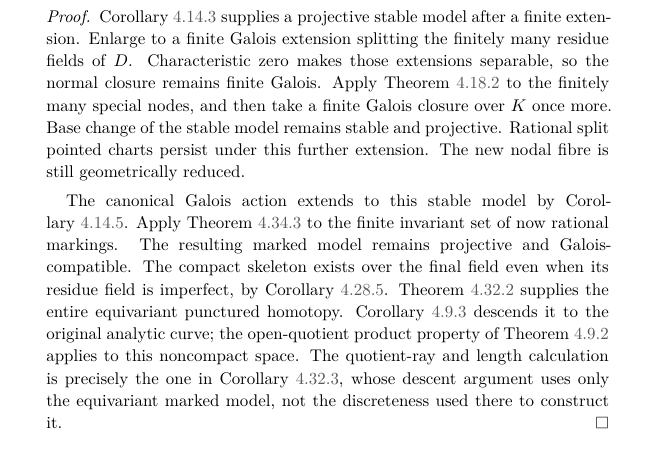 Proof. Corollary 4.14.3 supplies a projective stable model after a finite exten-
sion. Enlarge to a finite Galois extension splitting the finitely many residue
fields of D. Characteristic zero makes those extensions separable, so the
normal closure remains finite Galois. Apply Theorem 4.18.2 to the finitely
many special nodes, and then take a finite Galois closure over K once more.
Base change of the stable model remains stable and projective. Rational split
pointed charts persist under this further extension. The new nodal fibre is
still geometrically reduced.
The canonical Galois action extends to this stable model by Corol-
lary 4.14.5. Apply Theorem 4.34.3 to the finite invariant set of now rational
markings. The resulting marked model remains projective and Galois-
compatible. The compact skeleton exists over the final field even when its
residue field is imperfect, by Corollary 4.28.5. Theorem 4.32.2 supplies the
entire equivariant punctured homotopy. Corollary 4.9.3 descends it to the
original analytic curve; the open-quotient product property of Theorem 4.9.2
applies to this noncompact space. The quotient-ray and length calculation
is precisely the one in Corollary 4.32.3, whose descent argument uses only
the equivariant marked model, not the discreteness used there to construct
it. □